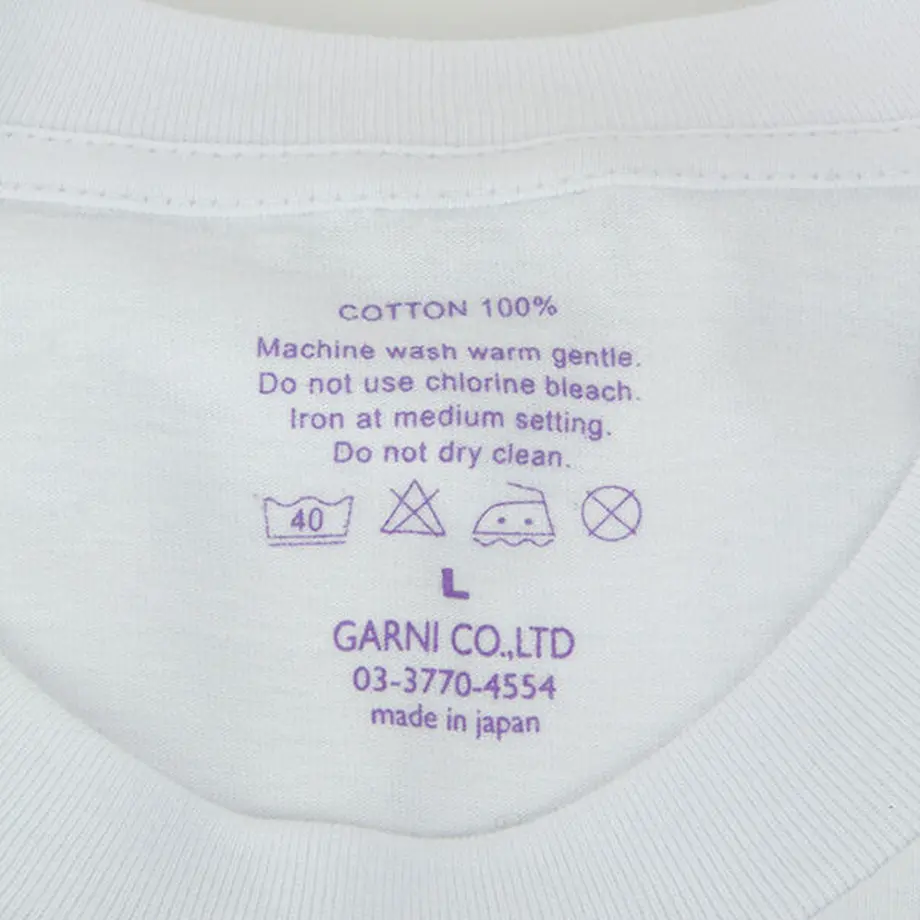 COTTON 100%
Machine wash warm gentle.
Do not use chlorine bleach.
Iron at medium setting.
Do not dry clean.
40
L
GARNI CO.,LTD
03-3770-4554
made in japan